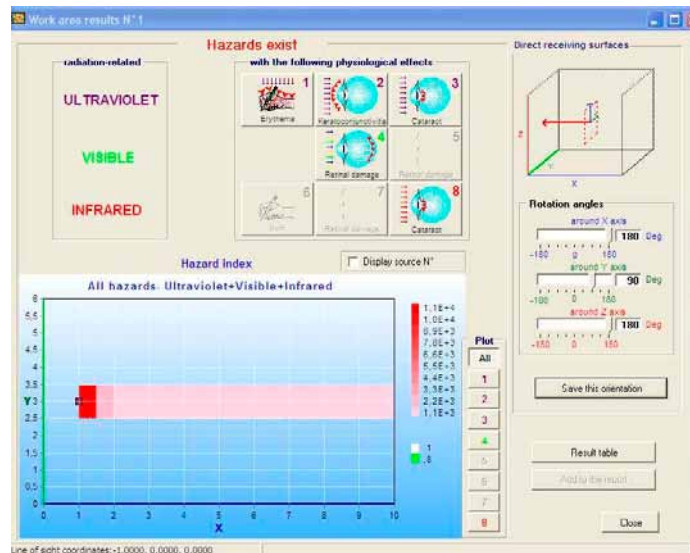 Work area results N°1
Hazards exist
radiation-related
ULTRAVIOLET
VISIBLE
INFRARED
with the following physiological effects
1
Erythema
2
Keratoconjunctivitis
3
Cataract
4
Retinal damage
5
Retinal damage
6
7
Retinal damage
8
Cataract
Direct receiving surfaces
Z
Y
X
Rotation angles
around X axis
180 Deg
-180 0 180
around Y axis
90 Deg
-180 0 180
around Z axis
180 Deg
-180 0 180
Save this orientation
Result table
Add to the report
Close
Hazard index
Display source N°
All hazards. Ultraviolet+Visible+Infrared
6
5,5
5
4,5
4
3,5
Y 3
2,5
2
1,5
1
0,5
0
0 1 2 3 4 5 6 7 8 9 10
X
1,1E+4
1,0E+4
8,9E+3
7,8E+3
6,6E+3
5,5E+3
4,4E+3
3,3E+3
2,2E+3
1,1E+3
1
,8
Plot
All
1
2
3
4
5
6
7
8
Line of sight coordinates:-1.0000, 0.0000, 0.0000